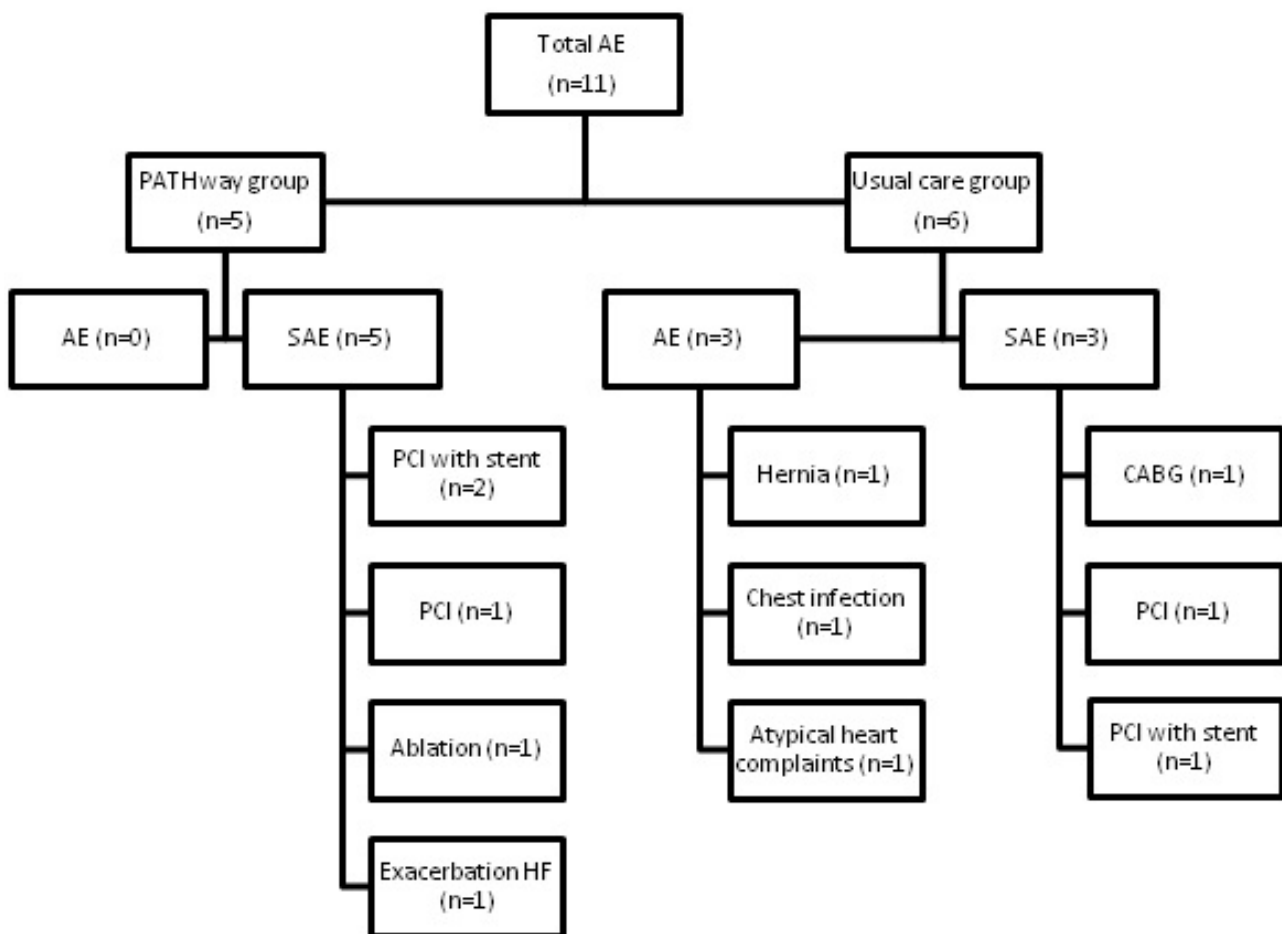 Total AE
(n=11)
PATHway group
(n=5)
Usual care group
(n=6)
AE (n=0)
SAE (n=5)
AE (n=3)
SAE (n=3)
PCI with stent
(n=2)
PCI (n=1)
Ablation (n=1)
Exacerbation HF
(n=1)
Hernia (n=1)
Chest infection
(n=1)
Atypical heart
complaints (n=1)
CABG (n=1)
PCI (n=1)
PCI with stent
(n=1)